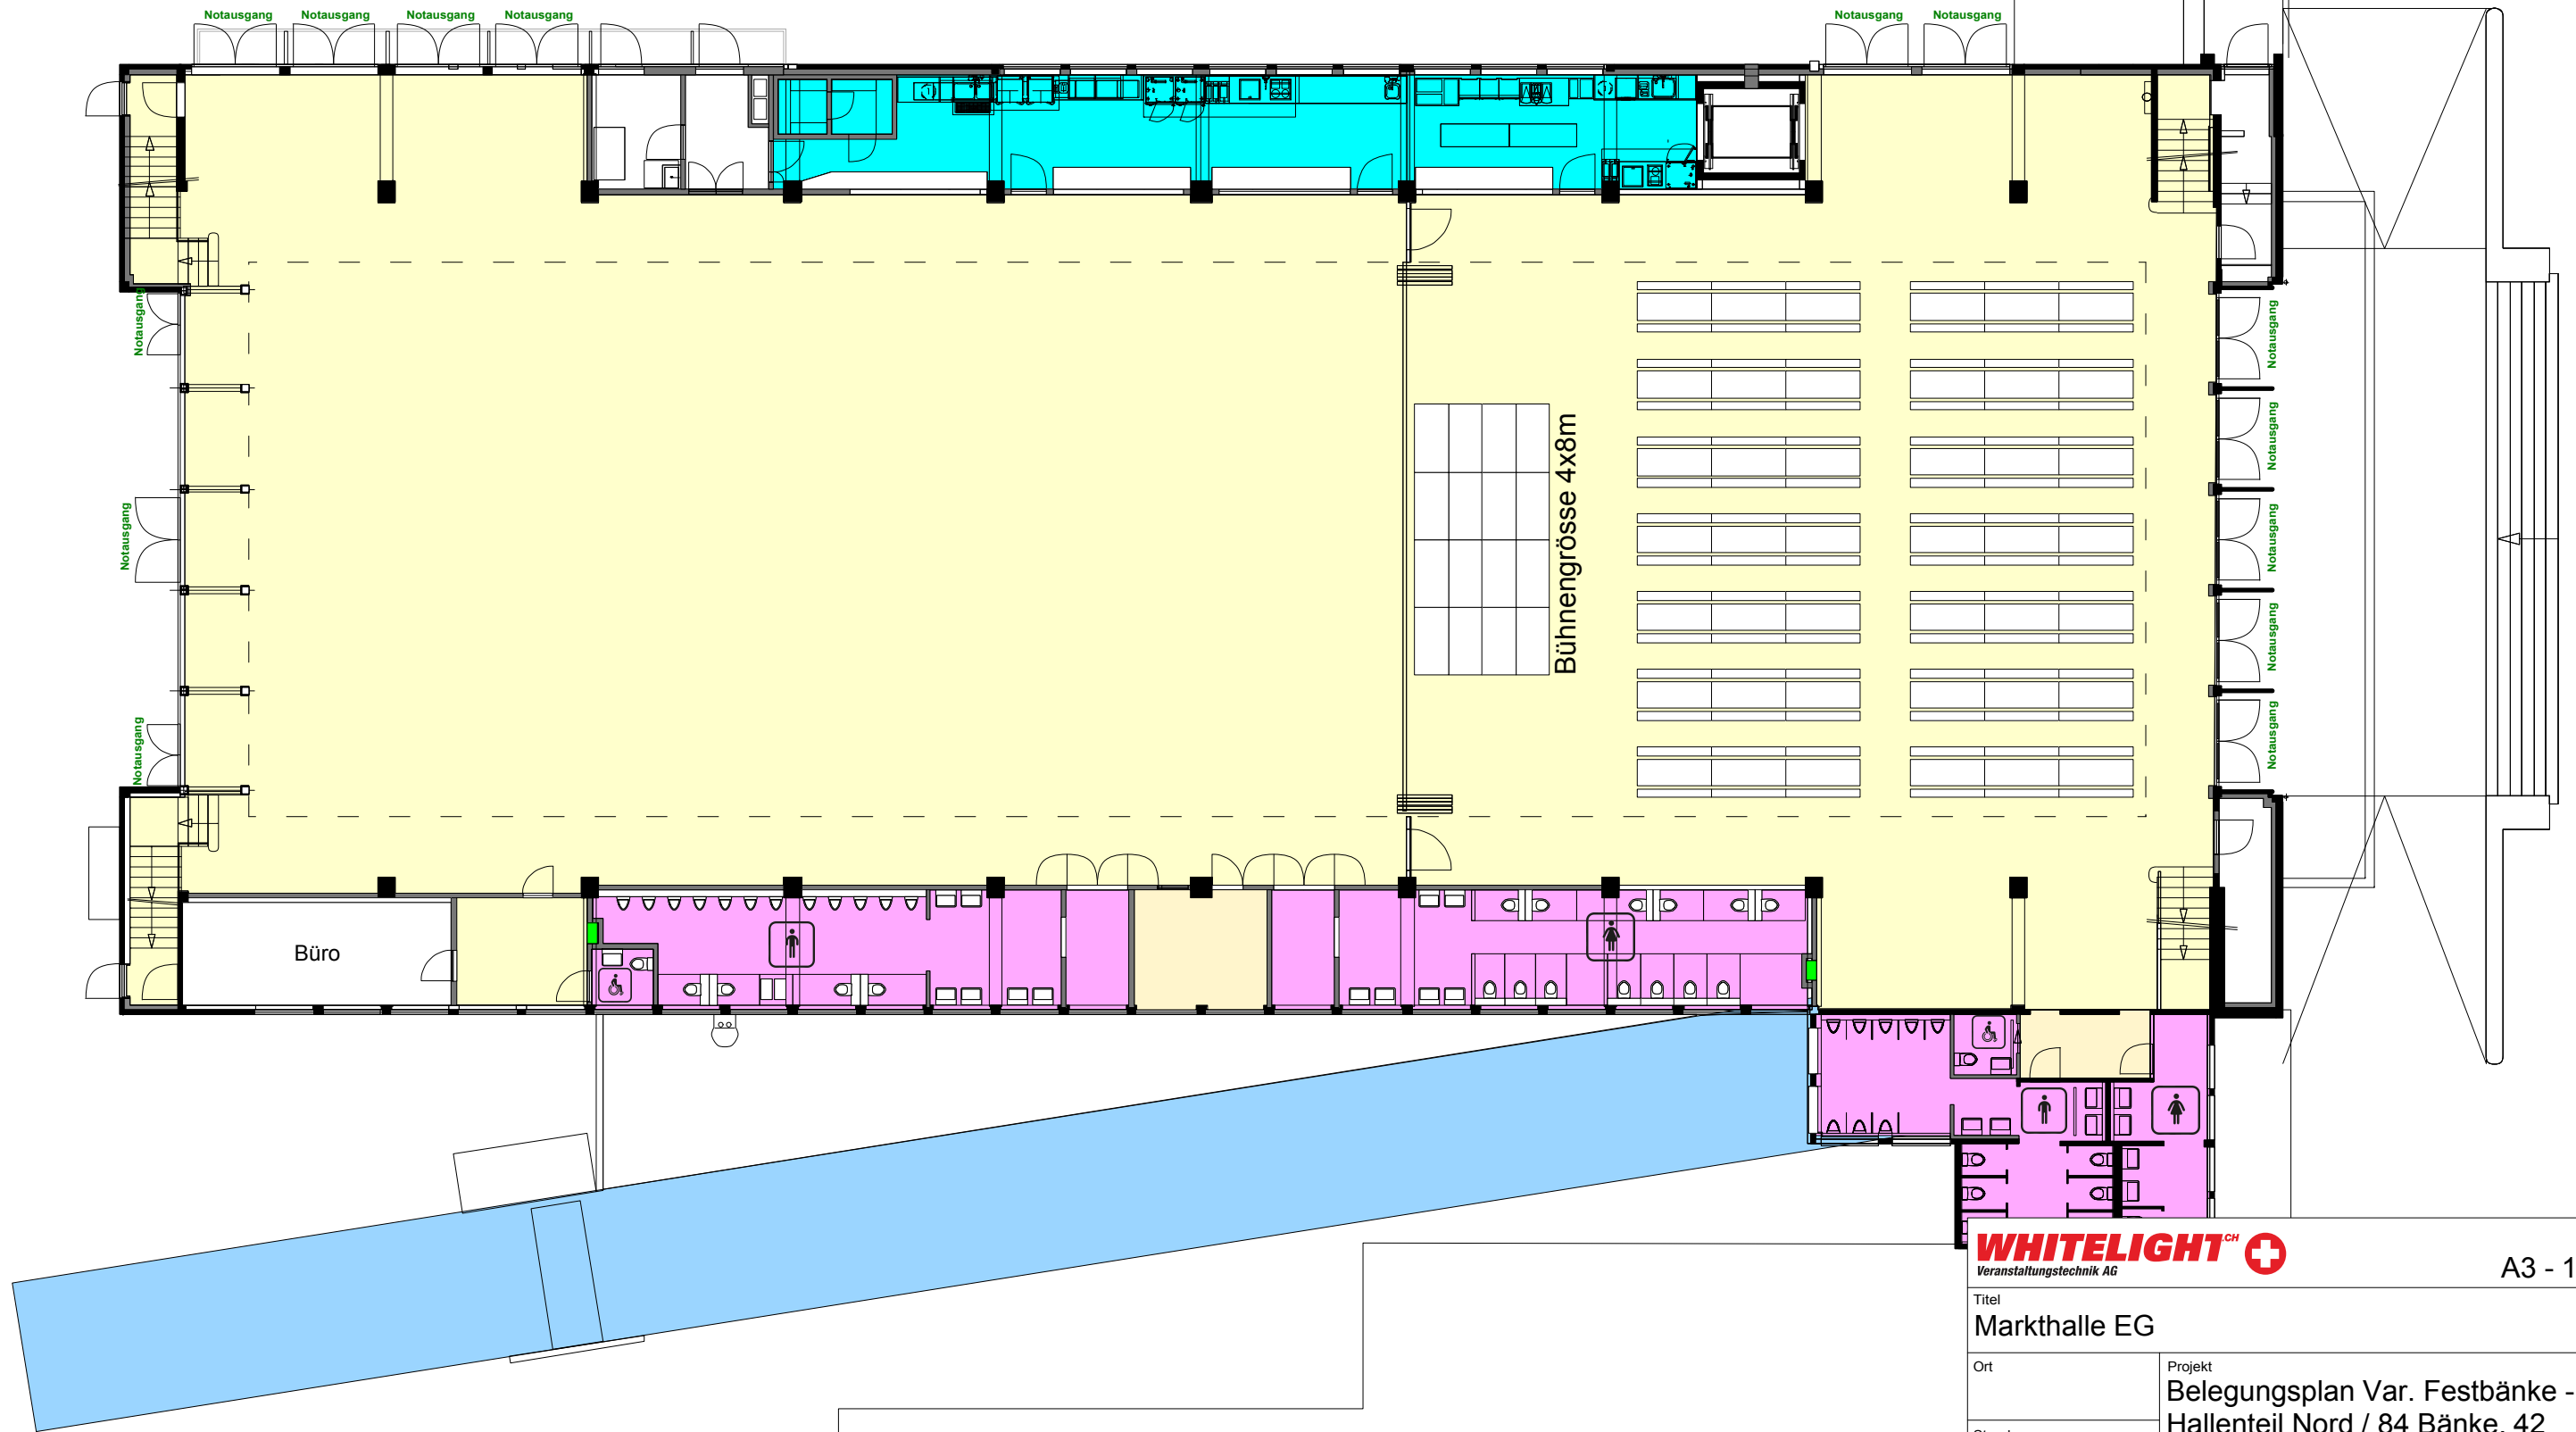 Notausgang
Notausgang
Notausgang
Notausgang
Notausgang
Notausgang
Notausgang
Notausgang
Notausgang
Notausgang
Notausgang
Notausgang
Notausgang
Notausgang
Bühnengrösse 4x8m
Büro
WHITELIGHT.CH
Veranstaltungstechnik AG
A3 - 1
Titel
Markthalle EG
Ort
Projekt
Belegungsplan Var. Festbänke -
Hallenteil Nord / 84 Bänke, 42